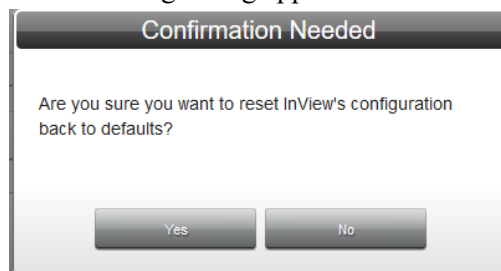 Confirmation Needed
Are you sure you want to reset InView's configuration
back to defaults?
Yes No